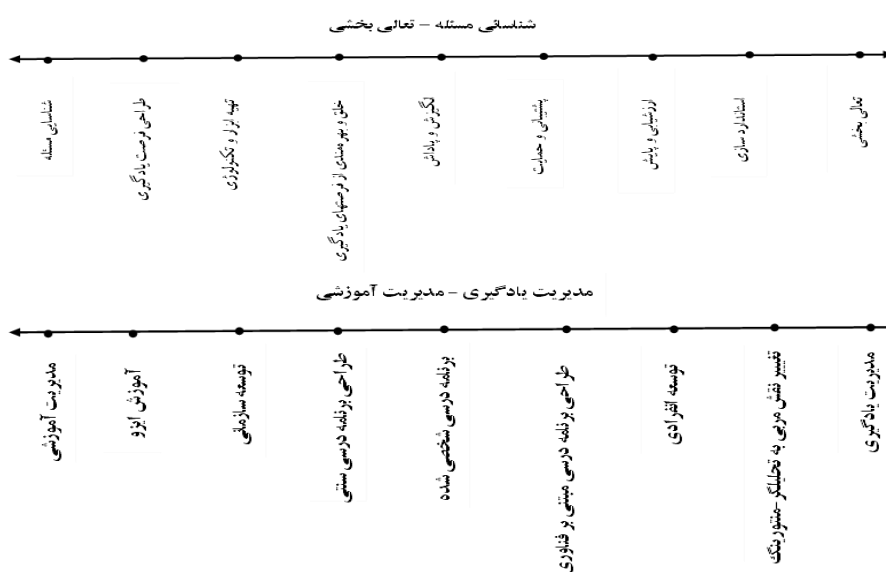 شناسائی مسئله - تعالی بخشی
تعالی بخشی
استاندارد سازی
ارزشیابی و پایش
پشتیبانی و حمایت
انگیزش و پاداش
خلق و بهره‌مندی از فرصتهای یادگیری
تهیه ابزار و تکنولوژی
طراحی فرصت یادگیری
شناسایی مسئله
مدیریت یادگیری - مدیریت آموزشی
مدیریت یادگیری
تغییر نقش مربی به تحلیلگر-منتورینگ
توسعه انفرادی
طراحی برنامه درسی مبتنی بر فناوری
برنامه درسی شخصی شده
طراحی برنامه درسی سنتی
توسعه سازمانی
آموزش ایزو
مدیریت آموزشی